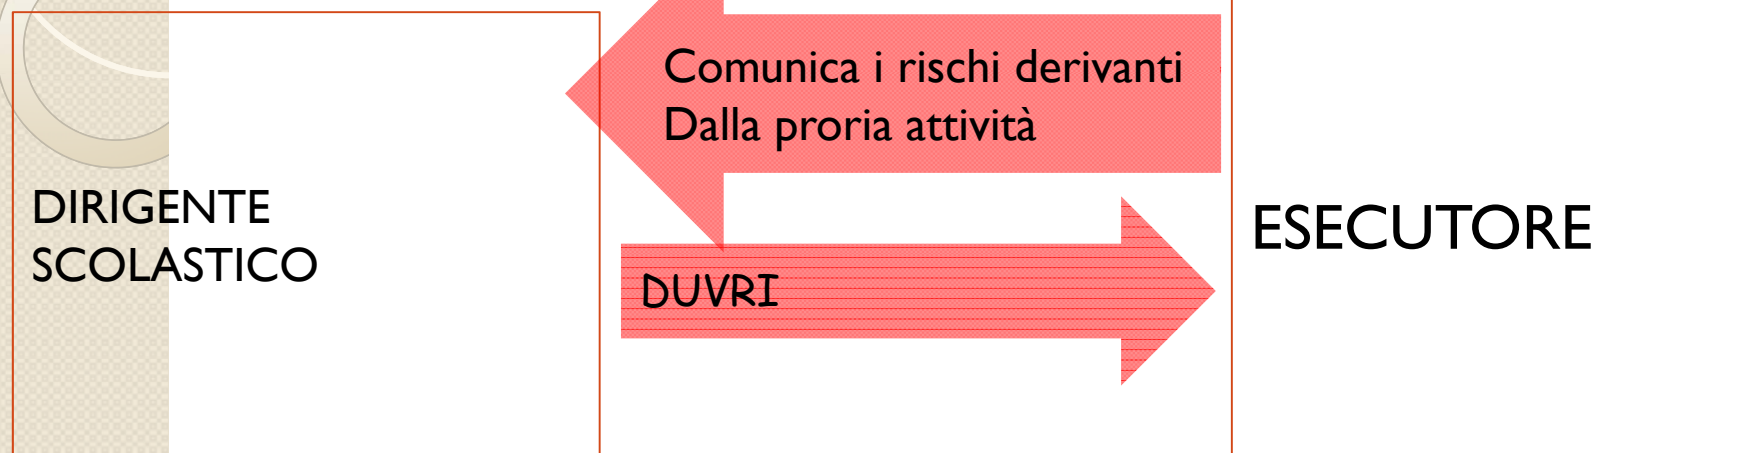 Comunica i rischi derivanti
Dalla proria attività
DIRIGENTE
SCOLASTICO
ESECUTORE
DUVRI